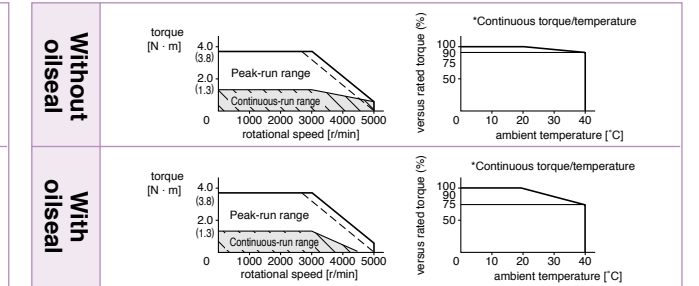 Without
oilseal
torque
[N · m]
4.0
(3.8)
2.0
(1.3)
Peak-run range
Continuous-run range
0 1000 2000 3000 4000 5000
rotational speed [r/min]
*Continuous torque/temperature
versus rated torque (%)
100
90
75
50
0 10 20 30 40
ambient temperature [˚C]
With
oilseal
torque
[N · m]
4.0
(3.8)
2.0
(1.3)
Peak-run range
Continuous-run range
0 1000 2000 3000 4000 5000
rotational speed [r/min]
*Continuous torque/temperature
versus rated torque (%)
100
90
75
50
0 10 20 30 40
ambient temperature [˚C]